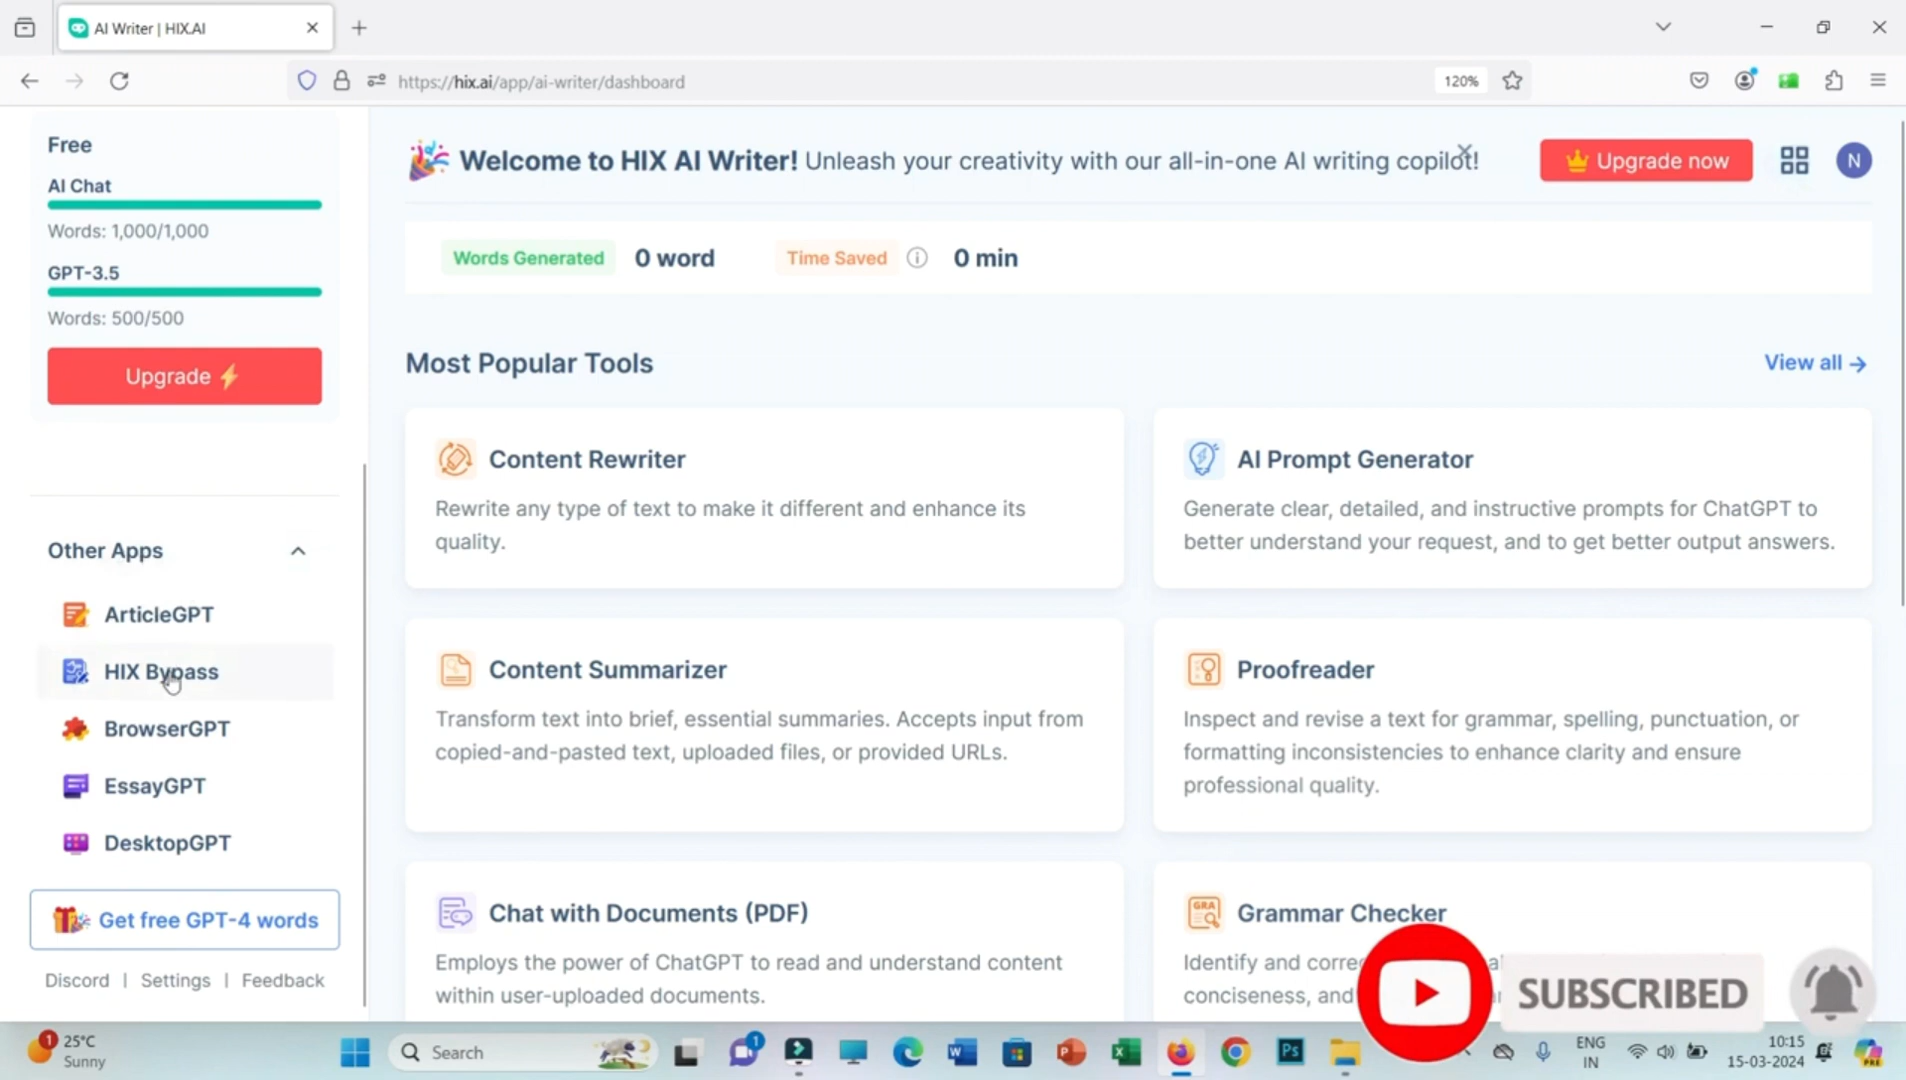 AI Writer | HIX.AI
https://hix.ai/app/ai-writer/dashboard
120%
Free
AI Chat
Words: 1,000/1,000
GPT-3.5
Words: 500/500
Upgrade
Other Apps
ArticleGPT
HIX Bypass
BrowserGPT
EssayGPT
DesktopGPT
Get free GPT-4 words
Discord | Settings | Feedback
Welcome to HIX AI Writer! Unleash your creativity with our all-in-one AI writing copilot!
Upgrade now
N
Words Generated 0 word Time Saved 0 min
Most Popular Tools
View all →
Content Rewriter
Rewrite any type of text to make it different and enhance its
quality.
AI Prompt Generator
Generate clear, detailed, and instructive prompts for ChatGPT to
better understand your request, and to get better output answers.
Content Summarizer
Transform text into brief, essential summaries. Accepts input from
copied-and-pasted text, uploaded files, or provided URLs.
Proofreader
Inspect and revise a text for grammar, spelling, punctuation, or
formatting inconsistencies to enhance clarity and ensure
professional quality.
Chat with Documents (PDF)
Employs the power of ChatGPT to read and understand content
within user-uploaded documents.
GRA
Grammar Checker
Identify and
conciseness, and
SUBSCRIBED
1
25°C
Sunny
Search
1
W
P
X
Ps
ENG
IN
10:15
15-03-2024
PRE